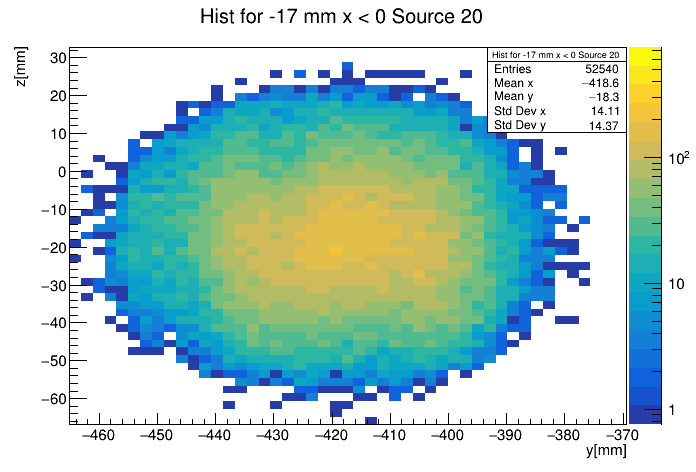 Hist for -17 mm x < 0 Source 20
z[mm]
Hist for -17 mm x < 0 Source 20
Entries 52540
Mean x −418.6
Mean y −18.3
Std Dev x 14.11
Std Dev y 14.37
30
20
10
0
−10
−20
−30
−40
−50
−60
10²
10
1
−460 −450 −440 −430 −420 −410 −400 −390 −380 −370
y[mm]